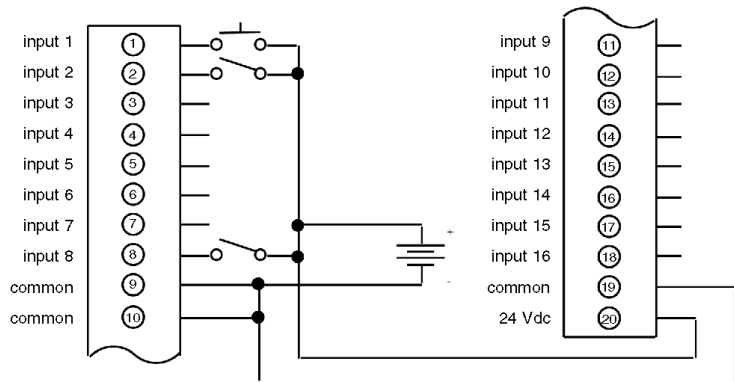 input 1 1
input 2 2
input 3 3
input 4 4
input 5 5
input 6 6
input 7 7
input 8 8
common 9
common 10
+
-
input 9 11
input 10 12
input 11 13
input 12 14
input 13 15
input 14 16
input 15 17
input 16 18
common 19
24 Vdc 20